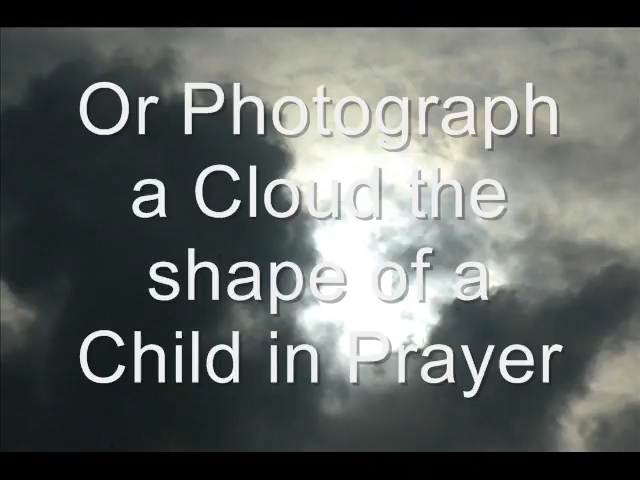 Or Photograph
a Cloud the
shape of a
Child in Prayer